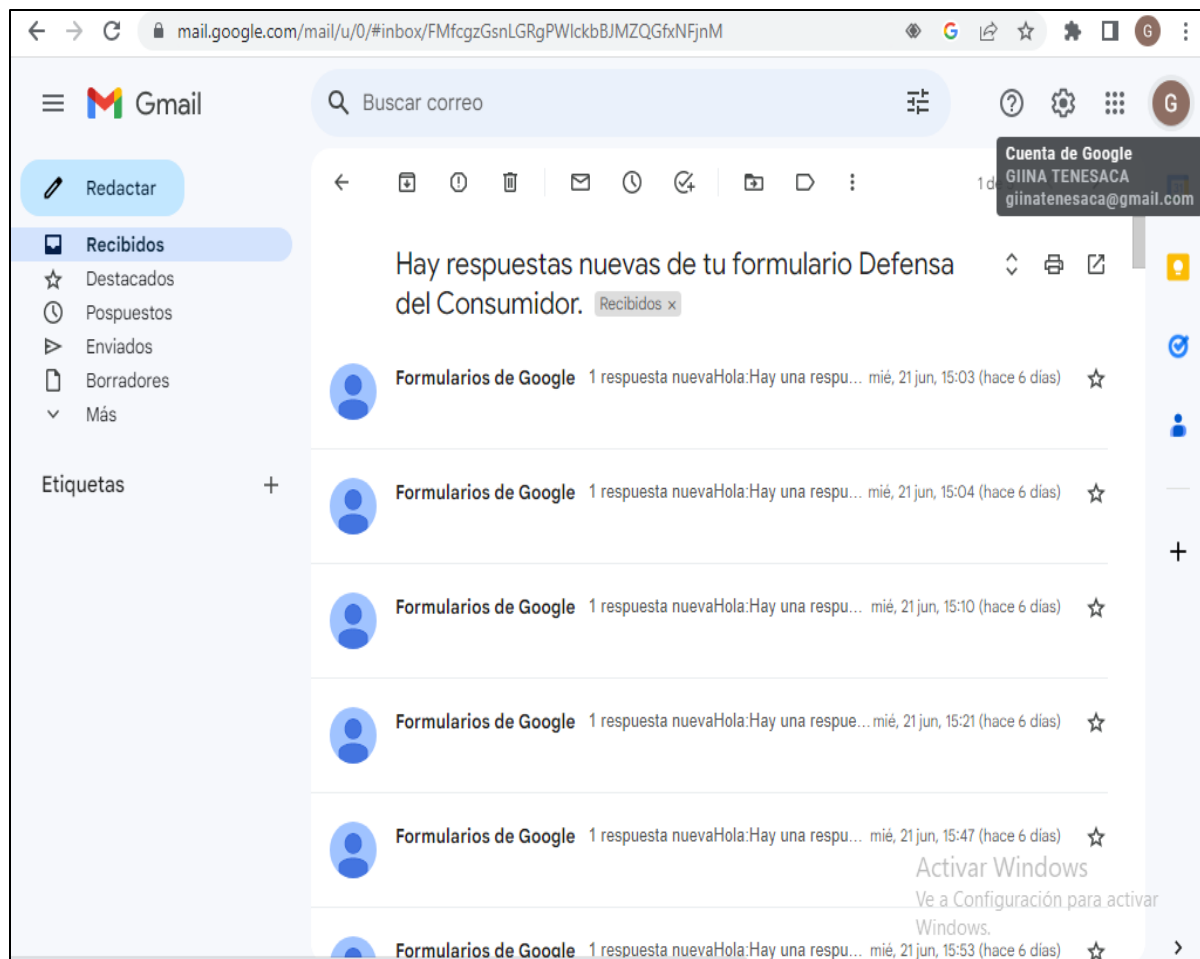 mail.google.com/mail/u/0/#inbox/FMfcgzGsnLGRgPWlckbBJMZQGfxNFjnM
G
G
Gmail
Buscar correo
G
Cuenta de Google
GIINA TENESACA
giinatenesaca@gmail.com
Redactar
1 de
Recibidos
Destacados
Pospuestos
Enviados
Borradores
Más
Etiquetas
Hay respuestas nuevas de tu formulario Defensa
del Consumidor. Recibidos x
Formularios de Google 1 respuesta nuevaHola:Hay una respu... mié, 21 jun, 15:03 (hace 6 días)
Formularios de Google 1 respuesta nuevaHola:Hay una respu... mié, 21 jun, 15:04 (hace 6 días)
Formularios de Google 1 respuesta nuevaHola:Hay una respu... mié, 21 jun, 15:10 (hace 6 días)
Formularios de Google 1 respuesta nuevaHola:Hay una respue... mié, 21 jun, 15:21 (hace 6 días)
Formularios de Google 1 respuesta nuevaHola:Hay una respu... mié, 21 jun, 15:47 (hace 6 días)
Activar Windows
Ve a Configuración para activar
Windows.
Formularios de Google 1 respuesta nuevaHola:Hay una respu... mié, 21 jun, 15:53 (hace 6 días)